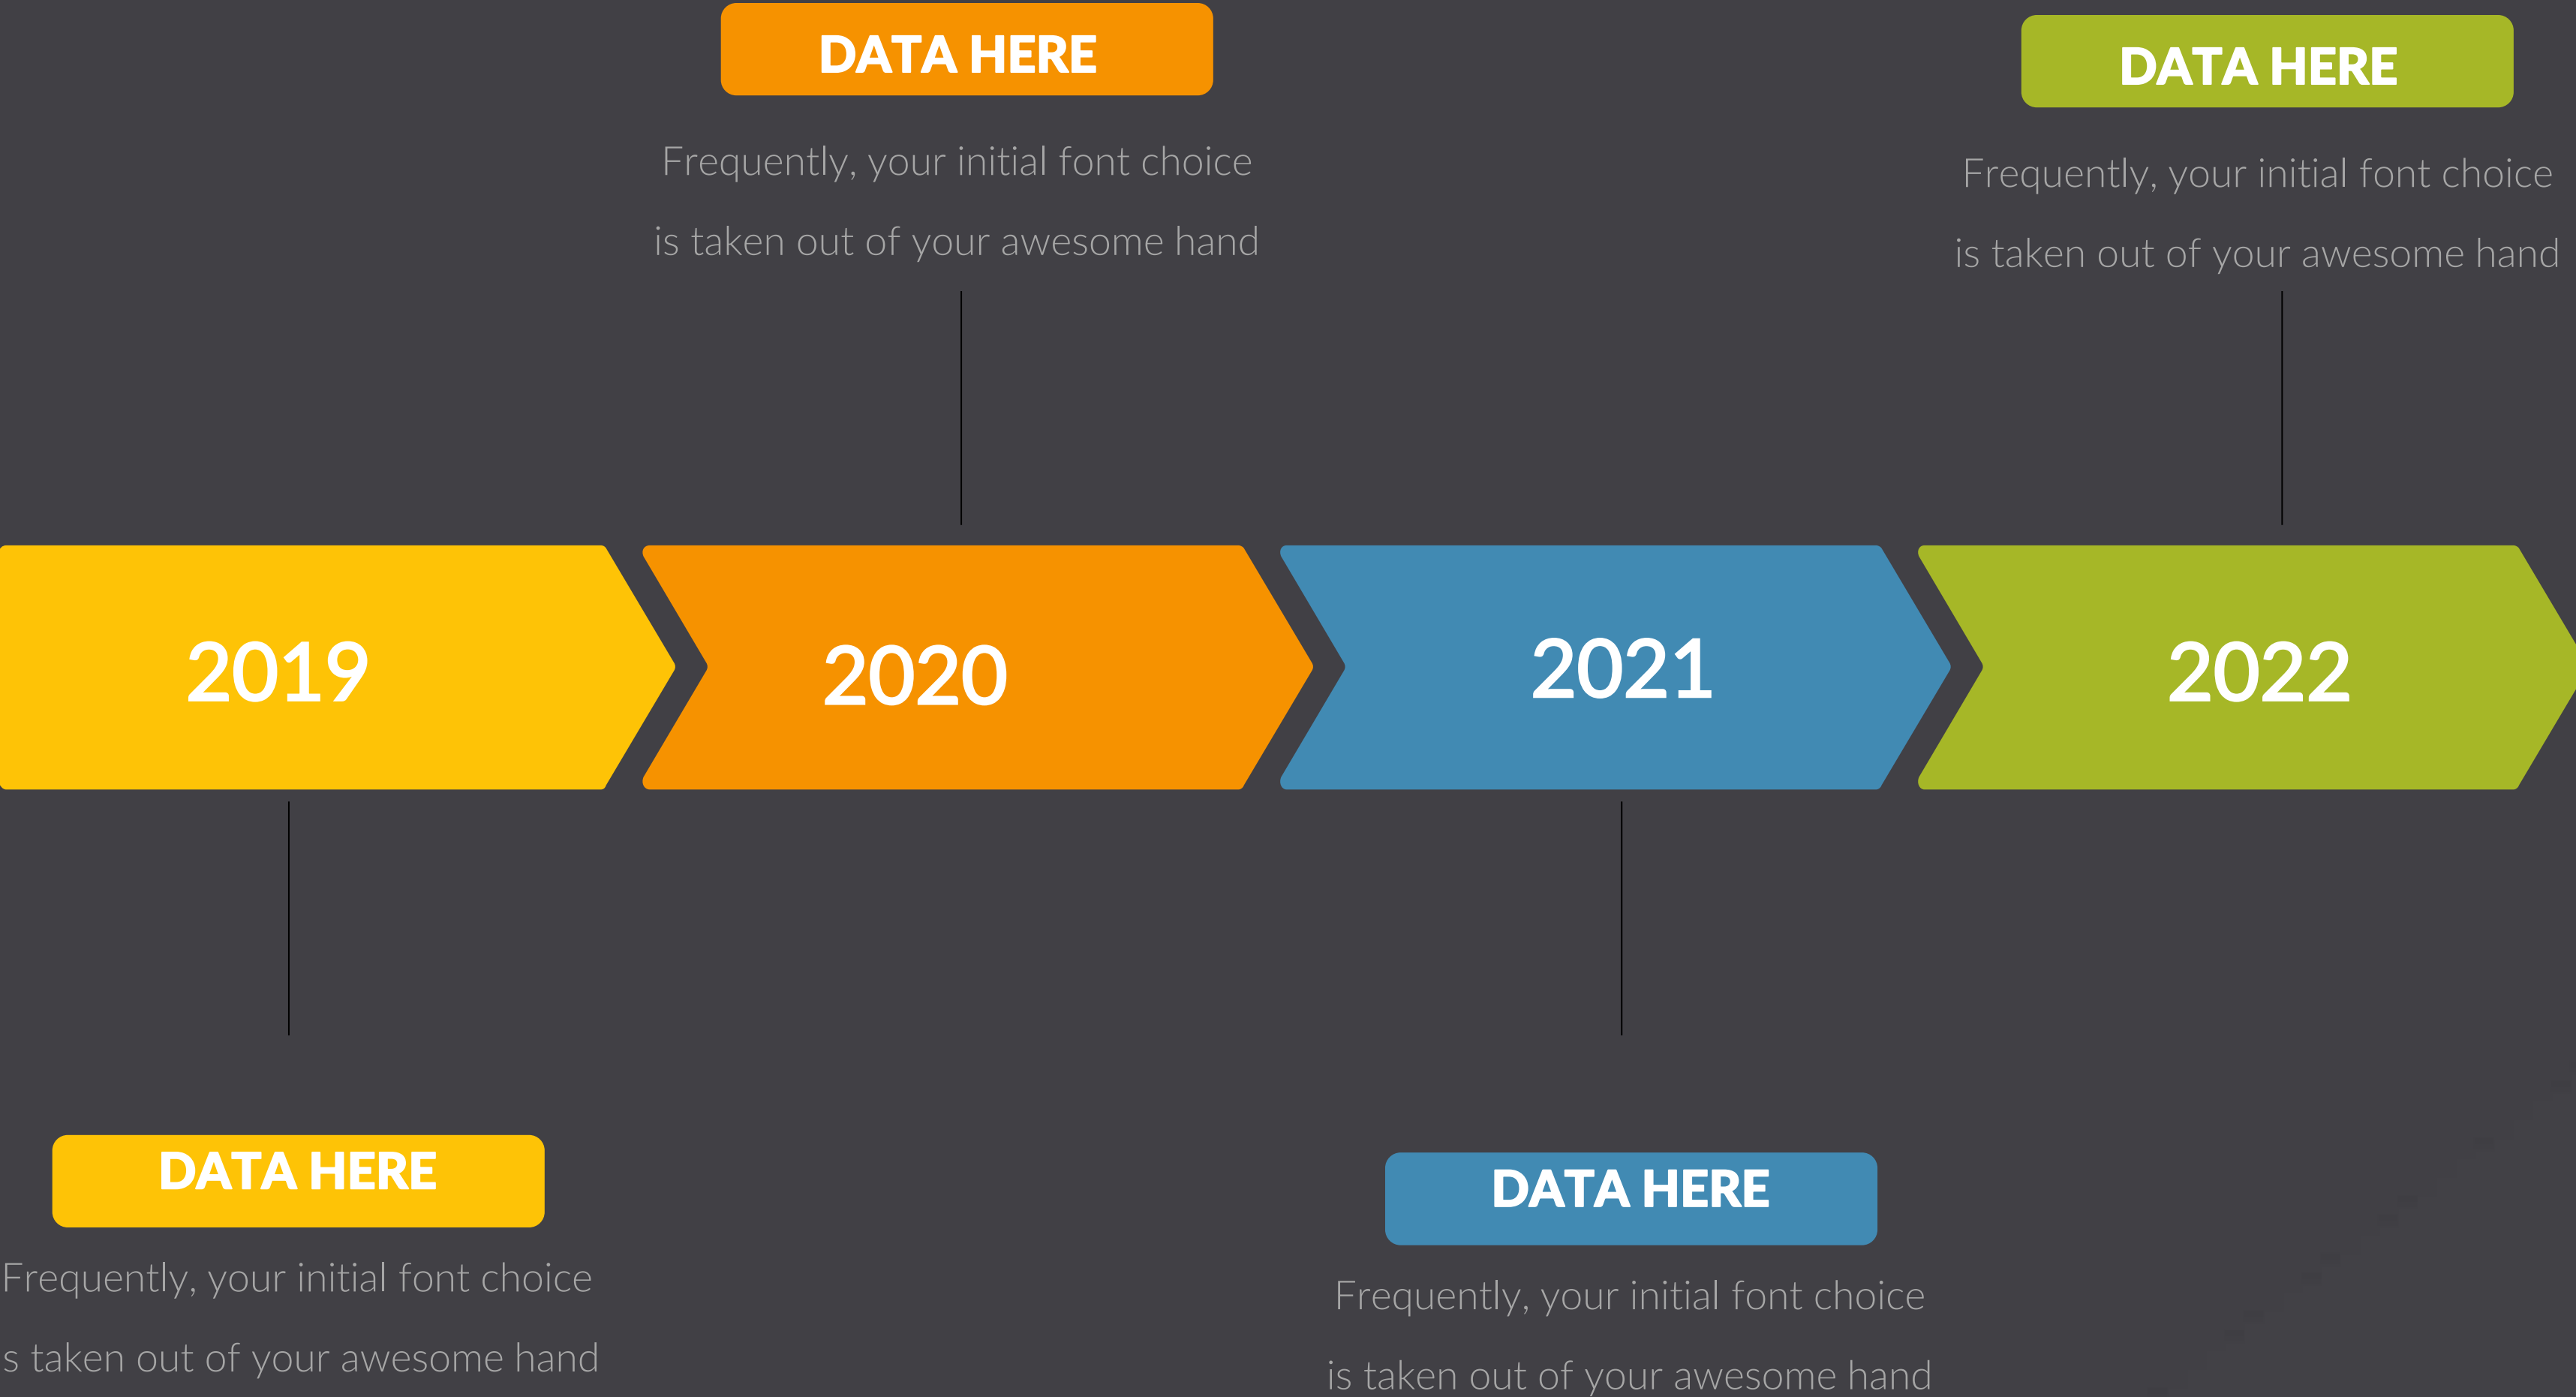 DATA HERE
Frequently, your initial font choice
is taken out of your awesome hand
DATA HERE
Frequently, your initial font choice
is taken out of your awesome hand
2019
2020
2021
2022
DATA HERE
Frequently, your initial font choice
s taken out of your awesome hand
DATA HERE
Frequently, your initial font choice
is taken out of your awesome hand